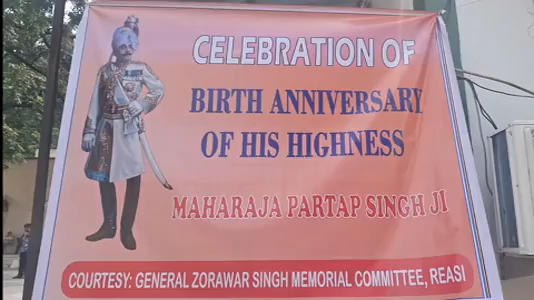 CELEBRATION OF
BIRTH ANNIVERSARY
OF HIS HIGHNESS
MAHARAJA PARTAP SINGH JI
COURTESY: GENERAL ZORAWAR SINGH MEMORIAL COMMITTEE, REASI